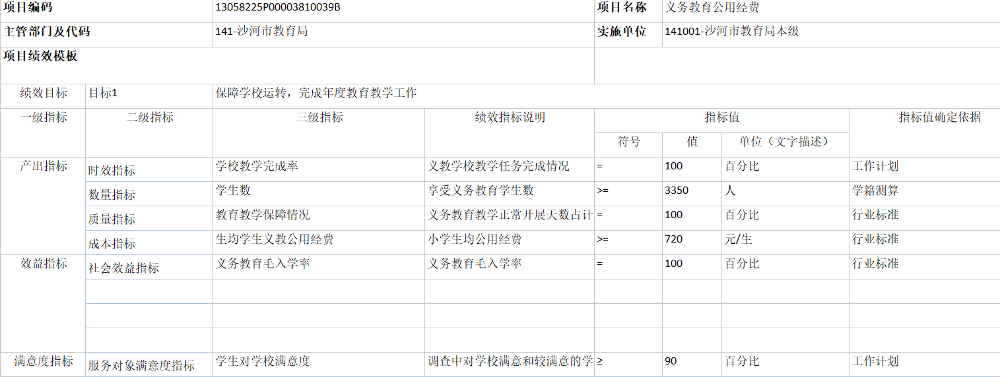 项目编码 13058225P00003810039B 项目名称 义务教育公用经费
主管部门及代码 141-沙河市教育局 实施单位 141001-沙河市教育局本级
项目绩效模板
绩效目标 目标1 保障学校运转，完成年度教育教学工作
一级指标 二级指标 三级指标 绩效指标说明 指标值 指标值确定依据
符号 值 单位（文字描述）
产出指标 时效指标 学校教学完成率 义教学校教学任务完成情况 = 100 百分比 工作计划
数量指标 学生数 享受义务教育学生数 >= 3350 人 学籍测算
质量指标 教育教学保障情况 义务教育教学正常开展天数占计 = 100 百分比 行业标准
成本指标 生均学生义教公用经费 小学生均公用经费 >= 720 元/生 行业标准
效益指标 社会效益指标 义务教育毛入学率 义务教育毛入学率 = 100 百分比 行业标准
满意度指标 服务对象满意度指标 学生对学校满意度 调查中对学校满意和较满意的学 ≥ 90 百分比 工作计划